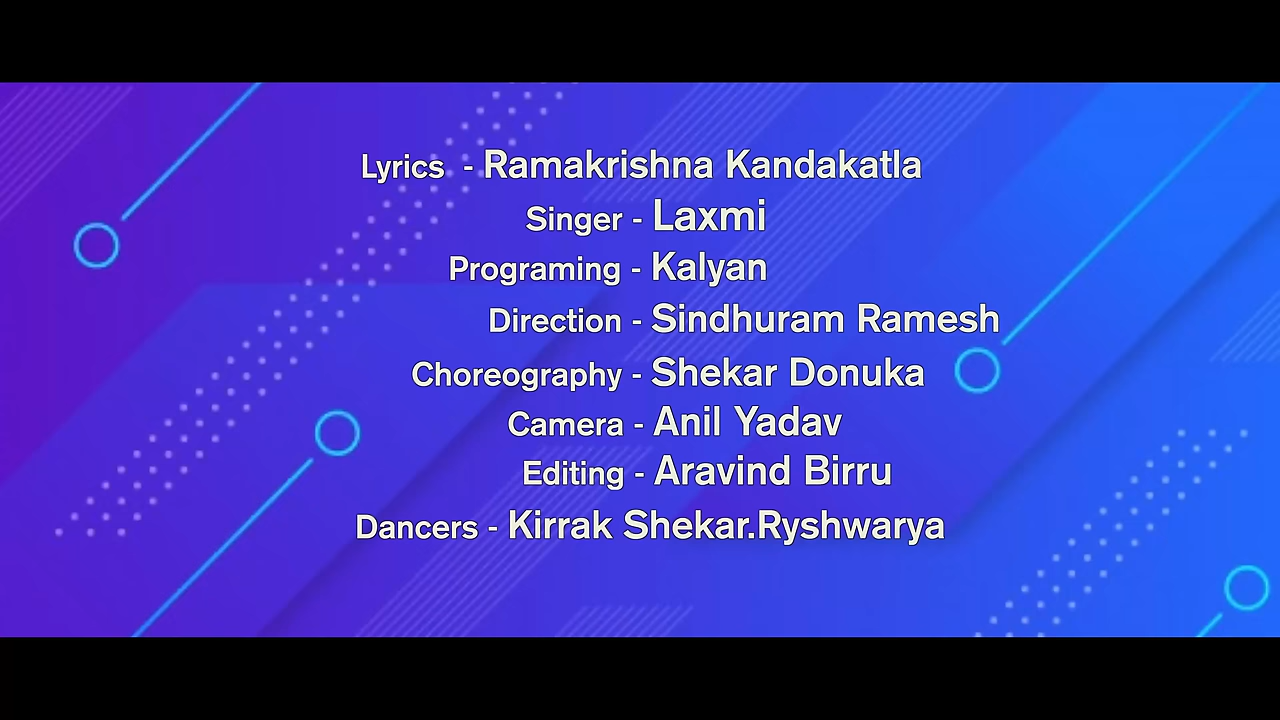 Lyrics - Ramakrishna Kandakatla
Singer - Laxmi
Programing - Kalyan
Direction - Sindhuram Ramesh
Choreography - Shekar Donuka
Camera - Anil Yadav
Editing - Aravind Birru
Dancers - Kirrak Shekar.Ryshwarya